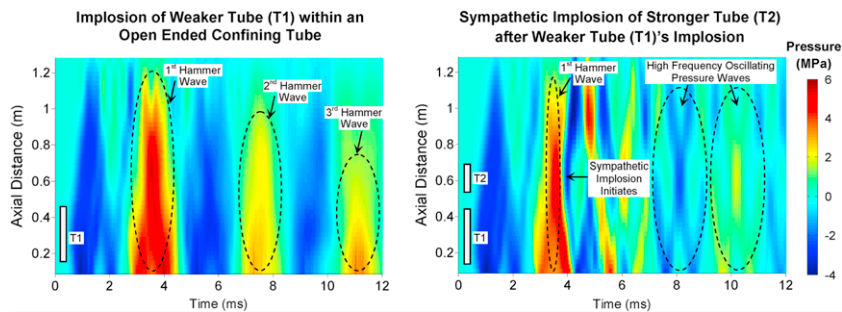 Implosion of Weaker Tube (T1) within an
Open Ended Confining Tube
1st Hammer
Wave
2nd Hammer
Wave
3rd Hammer
Wave
T1
Axial Distance (m)
1.2
1
0.8
0.6
0.4
0.2
0 2 4 6 8 10 12
Time (ms)
Sympathetic Implosion of Stronger Tube (T2)
after Weaker Tube (T1)'s Implosion
1st Hammer
Wave
High Frequency Oscillating
Pressure Waves
Sympathetic
Implosion
Initiates
T2
T1
Axial Distance (m)
1.2
1
0.8
0.6
0.4
0.2
0 2 4 6 8 10 12
Time (ms)
Pressure
(MPa)
6
4
2
0
-2
-4